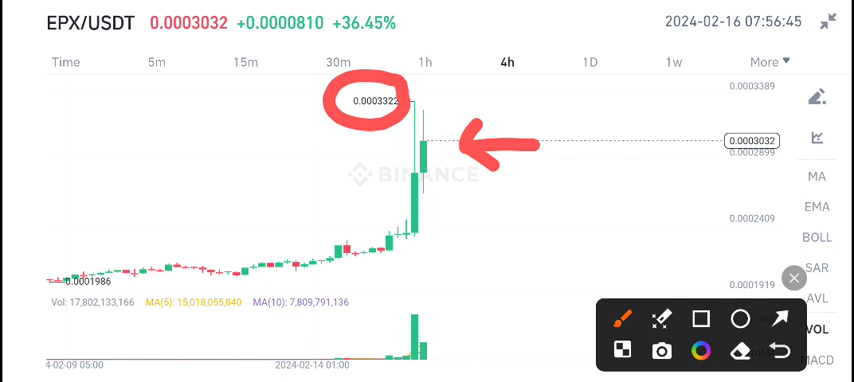 EPX/USDT 0.0003032 +0.0000810 +36.45% 2024-02-16 07:56:45
Time 5m 15m 30m 1h 4h 1D 1w More
0.0003389
0.0003322
0.0003032
0.0002899
BINANCE
MA
EMA
0.0002409
BOLL
SAR
0.0001986
0.0001919
AVL
Vol: 17,802,133,166 MA(5): 15,018,055,840 MA(10): 7,809,791,136
VOL
MACD
-02-09 05:00 2024-02-14 01:00